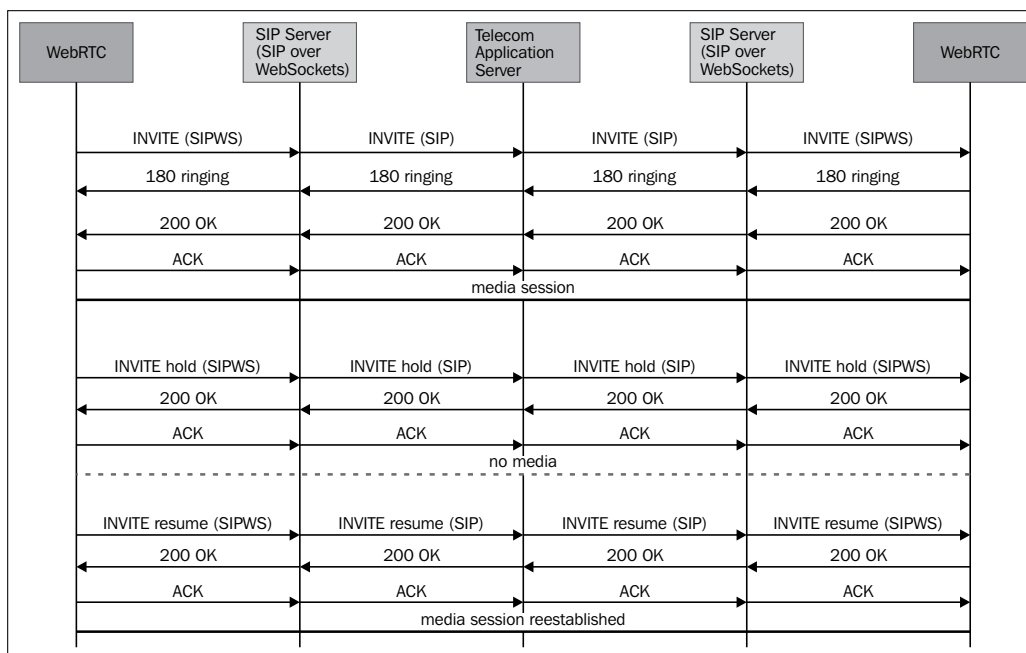 WebRTC
SIP Server
(SIP over
WebSockets)
Telecom
Application
Server
SIP Server
(SIP over
WebSockets)
WebRTC
INVITE (SIPWS)
INVITE (SIP)
INVITE (SIP)
INVITE (SIPWS)
180 ringing
180 ringing
180 ringing
180 ringing
200 OK
200 OK
200 OK
200 OK
ACK
ACK
ACK
ACK
media session
INVITE hold (SIPWS)
INVITE hold (SIP)
INVITE hold (SIP)
INVITE hold (SIPWS)
200 OK
200 OK
200 OK
200 OK
ACK
ACK
ACK
ACK
no media
INVITE resume (SIPWS)
INVITE resume (SIP)
INVITE resume (SIP)
INVITE resume (SIPWS)
200 OK
200 OK
200 OK
200 OK
ACK
ACK
ACK
ACK
media session reestablished